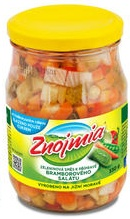 Znojmia
ZELENINOVÁ SMĚS K PŘÍPRAVĚ
BRAMBOROVÉHO
SALÁTU
VYROBENO NA JIŽNÍ MORAVĚ